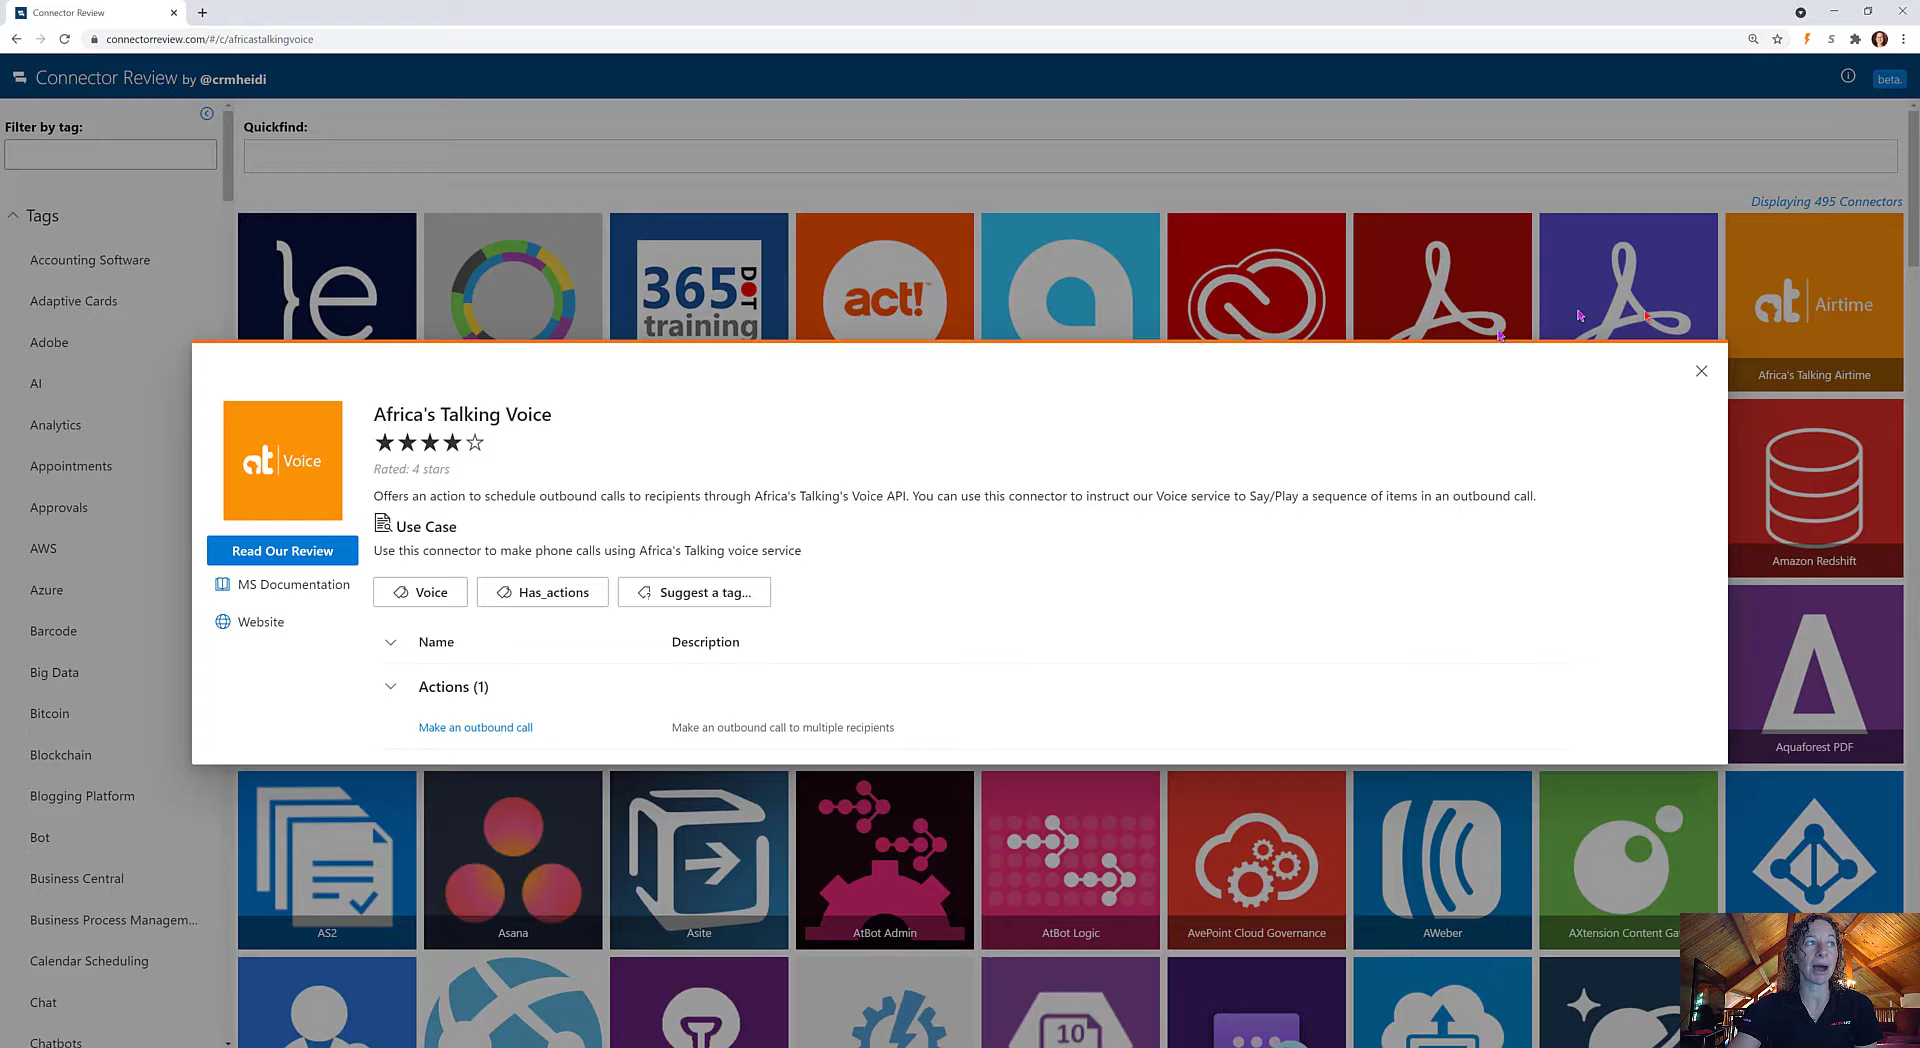 Connector Review
connectorreview.com/#/c/africastalkingvoice
Connector Review by @crmheidi
beta.
Filter by tag:
Quickfind:
Displaying 495 Connectors
Tags
Accounting Software
Adaptive Cards
Adobe
AI
Analytics
Appointments
Approvals
AWS
Azure
Barcode
Big Data
Bitcoin
Blockchain
Blogging Platform
Bot
Business Central
Business Process Managem...
Calendar Scheduling
Chat
Chatbots
}e
365 DOT
training
act!™
at Airtime
Africa's Talking Airtime
Africa's Talking Voice
at Voice
Rated: 4 stars
Offers an action to schedule outbound calls to recipients through Africa's Talking's Voice API. You can use this connector to instruct our Voice service to Say/Play a sequence of items in an outbound call.
Use Case
Read Our Review
Use this connector to make phone calls using Africa's Talking voice service
MS Documentation
Voice
Has_actions
Suggest a tag...
Website
Name
Description
Actions (1)
Make an outbound call
Make an outbound call to multiple recipients
Amazon Redshift
Aquaforest PDF
AS2
Asana
Asite
AtBot Admin
AtBot Logic
AvePoint Cloud Governance
AWeber
AXtension Content Ga
10